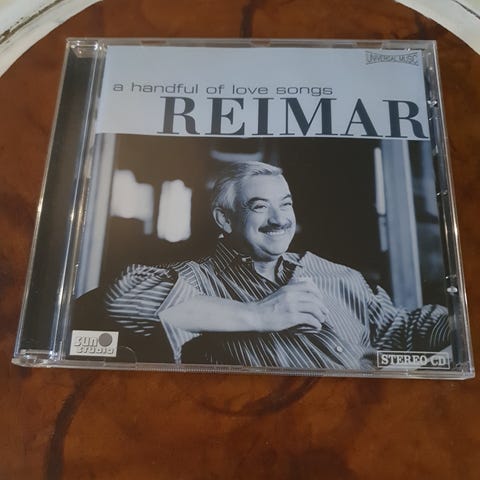 UNIVERSAL MUSIC
a handful of love songs
REIMAR
SUN
STUDIO
STEREO CD